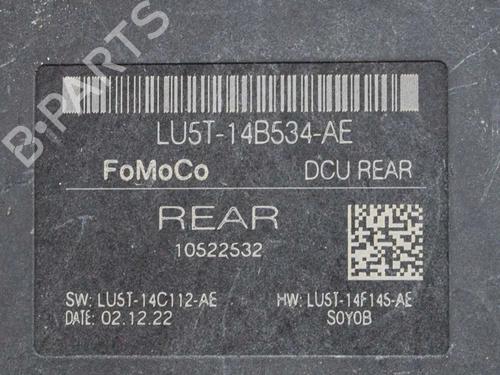 B-PARTS
LU5T-14B534-AE
FoMoCo DCU REAR
REAR
10522532
SW: LU5T-14C112-AE HW: LU5T-14F145-AE
DATE: 02.12.22 S0Y0B